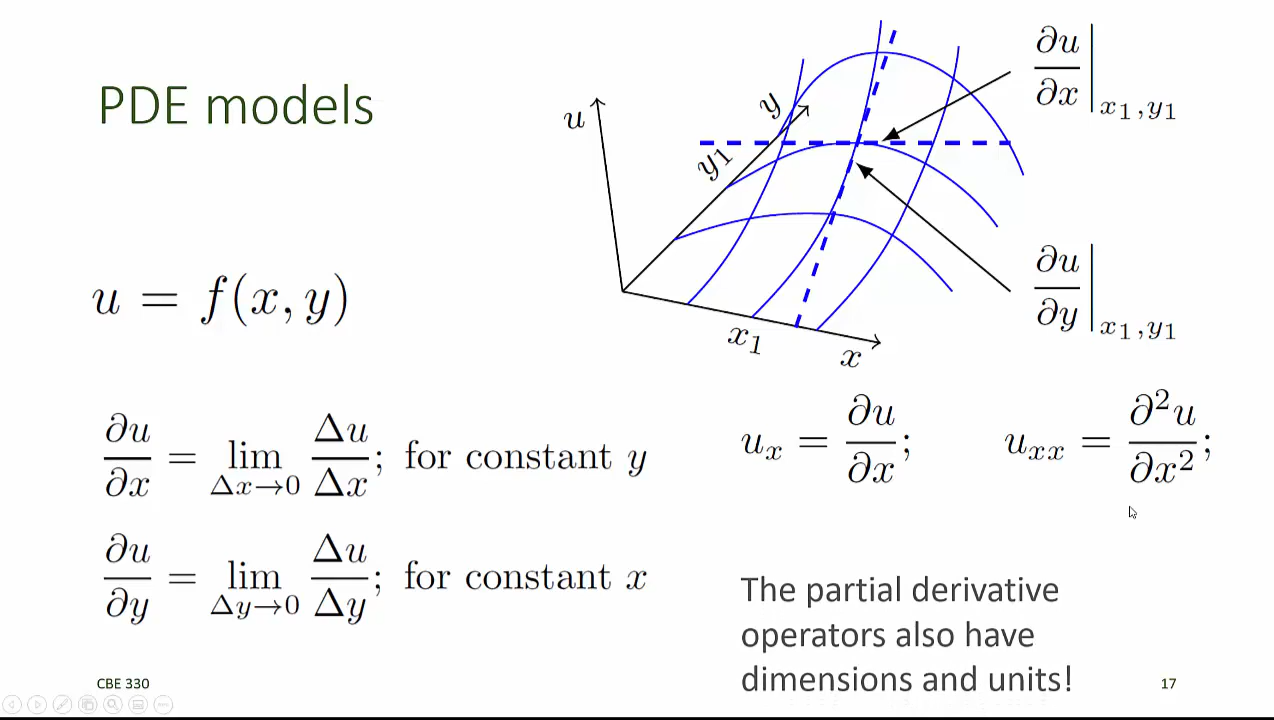 PDE models
u
y
y₁
x₁
x
∂u/∂x |x₁,y₁
∂u/∂y |x₁,y₁
u = f(x, y)
∂u/∂x = lim Δx→0 Δu/Δx; for constant y
∂u/∂y = lim Δy→0 Δu/Δy; for constant x
uₓ = ∂u/∂x; uₓₓ = ∂²u/∂x²;
The partial derivative
operators also have
dimensions and units!
CBE 330
17